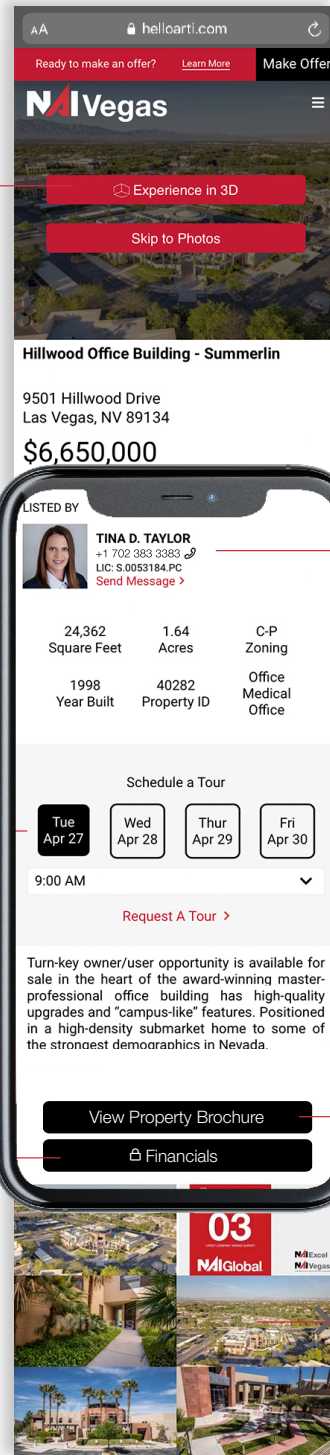 AA helloarti.com
Ready to make an offer? Learn More Make Offer
NAI Vegas
Experience in 3D
Skip to Photos
Hillwood Office Building - Summerlin
9501 Hillwood Drive
Las Vegas, NV 89134
$6,650,000
LISTED BY
TINA D. TAYLOR
+1 702 383 3383
LIC: S.0053184.PC
Send Message >
24,362 1.64 C-P
Square Feet Acres Zoning
1998 40282 Office
Year Built Property ID Medical
Office
Schedule a Tour
Tue Wed Thur Fri
Apr 27 Apr 28 Apr 29 Apr 30
9:00 AM
Request A Tour >
Turn-key owner/user opportunity is available for
sale in the heart of the award-winning master-
professional office building has high-quality
upgrades and “campus-like” features. Positioned
in a high-density submarket home to some of
the strongest demographics in Nevada.
View Property Brochure
Financials
03
NAIGlobal
NAIExcel
NAIVegas